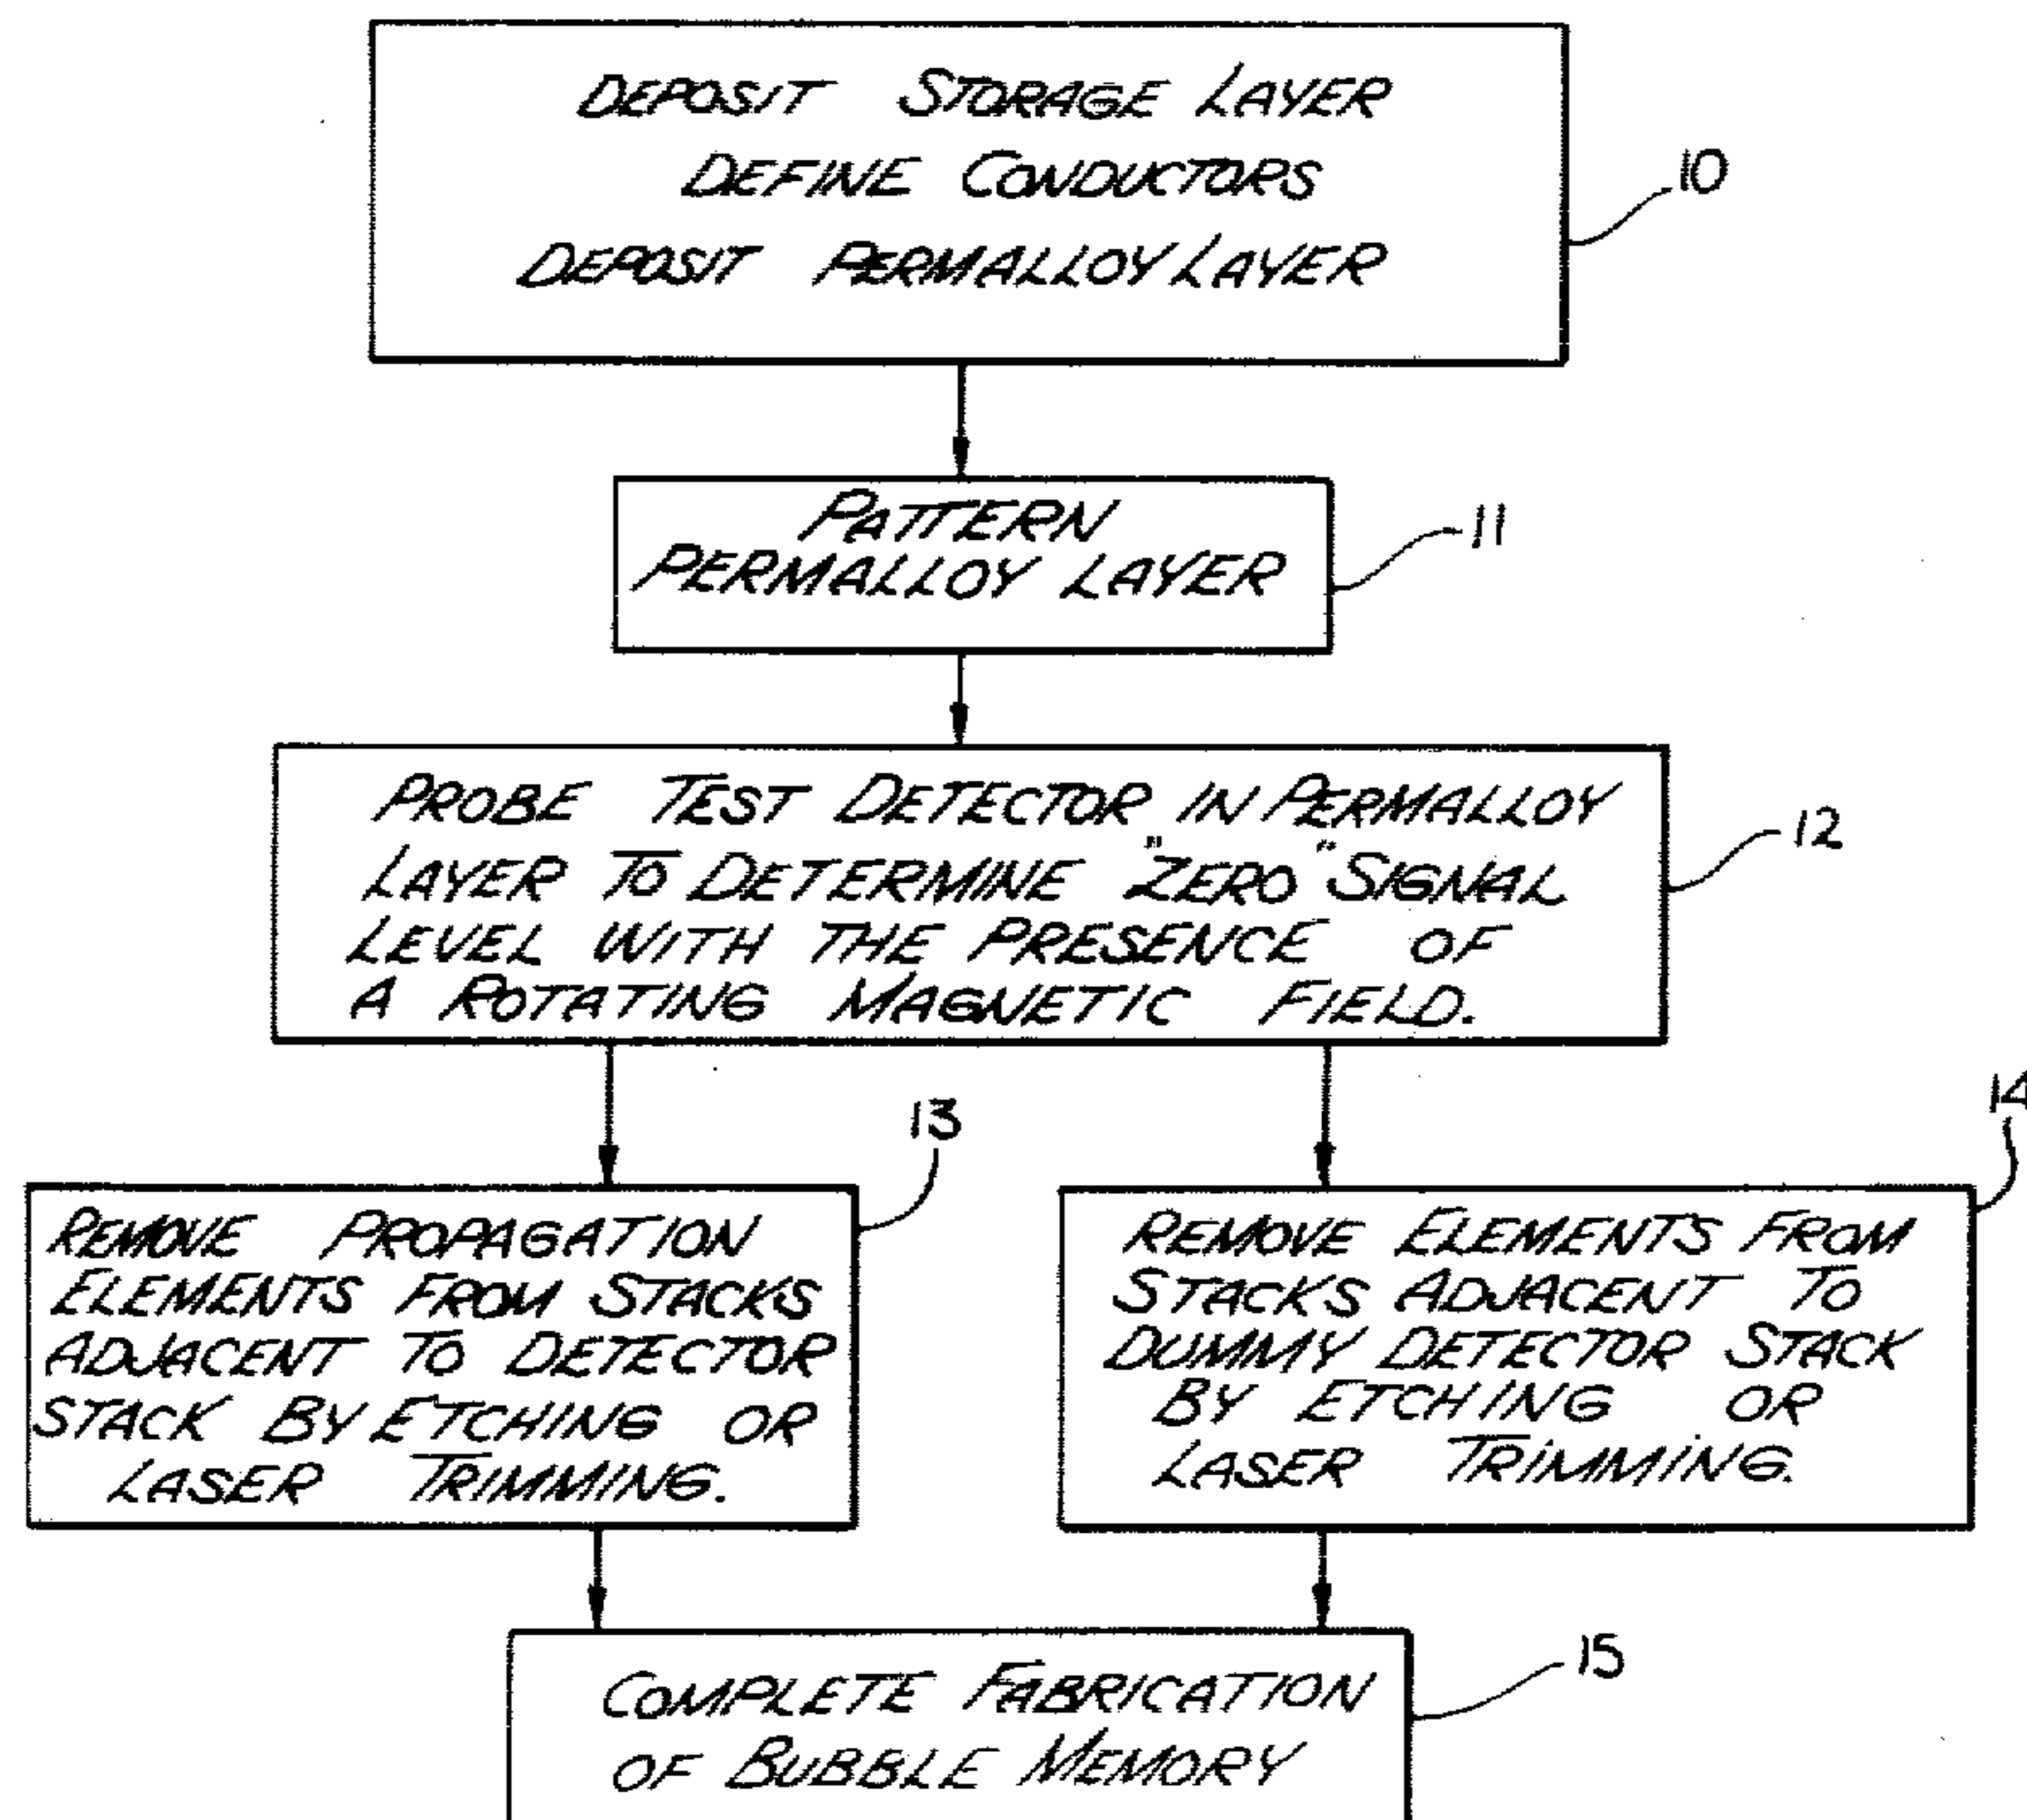 DEPOSIT STORAGE LAYER
DEFINE CONDUCTORS
DEPOSIT PERMALLOY LAYER
10
PATTERN
PERMALLOY LAYER
11
PROBE TEST DETECTOR IN PERMALLOY
LAYER TO DETERMINE "ZERO" SIGNAL
LEVEL WITH THE PRESENCE OF
A ROTATING MAGNETIC FIELD.
12
13
REMOVE PROPAGATION
ELEMENTS FROM STACKS
ADJACENT TO DETECTOR
STACK BY ETCHING OR
LASER TRIMMING.
14
REMOVE ELEMENTS FROM
STACKS ADJACENT TO
DUMMY DETECTOR STACK
BY ETCHING OR
LASER TRIMMING.
15
COMPLETE FABRICATION
OF BUBBLE MEMORY